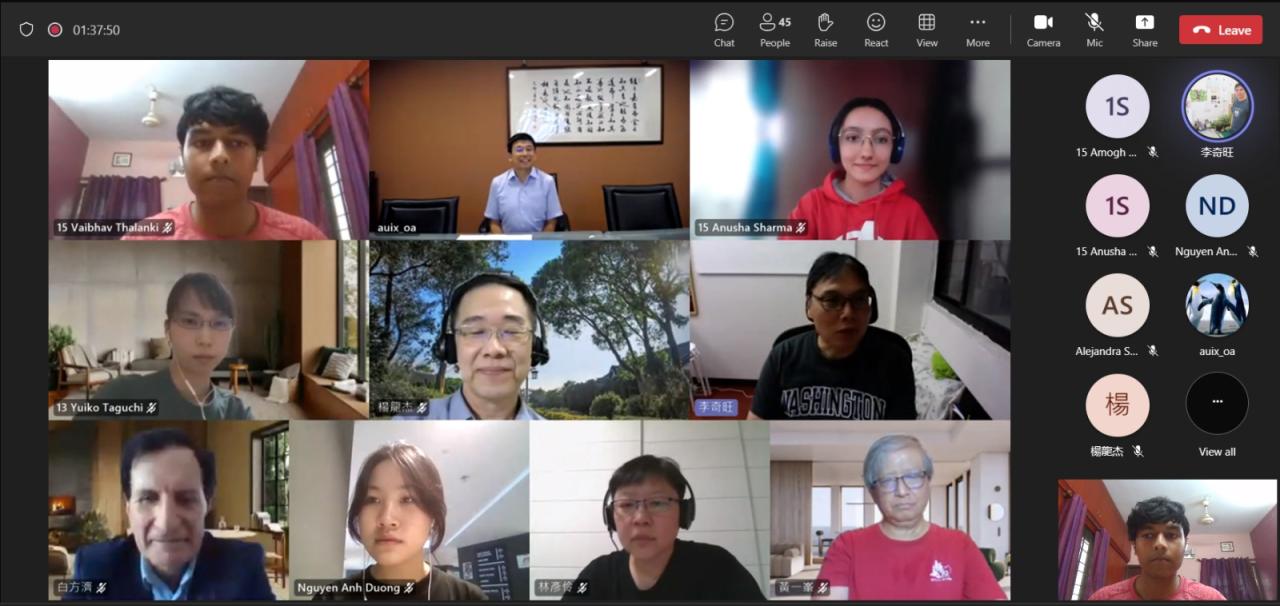 01:37:50
Chat
45
People
Raise
React
View
More
Camera
Mic
Share
Leave
15 Vaibhav Thalanki
auix_oa
15 Anusha Sharma
13 Yuiko Taguchi
楊龍杰
WASHINGTON
李奇旺
白方濟
Nguyen Anh Duong
林彥伶
黃一峯
1S
15 Amogh ...
李奇旺
1S
15 Anusha ...
ND
Nguyen An...
AS
Alejandra S...
auix_oa
楊
楊龍杰
...
View all